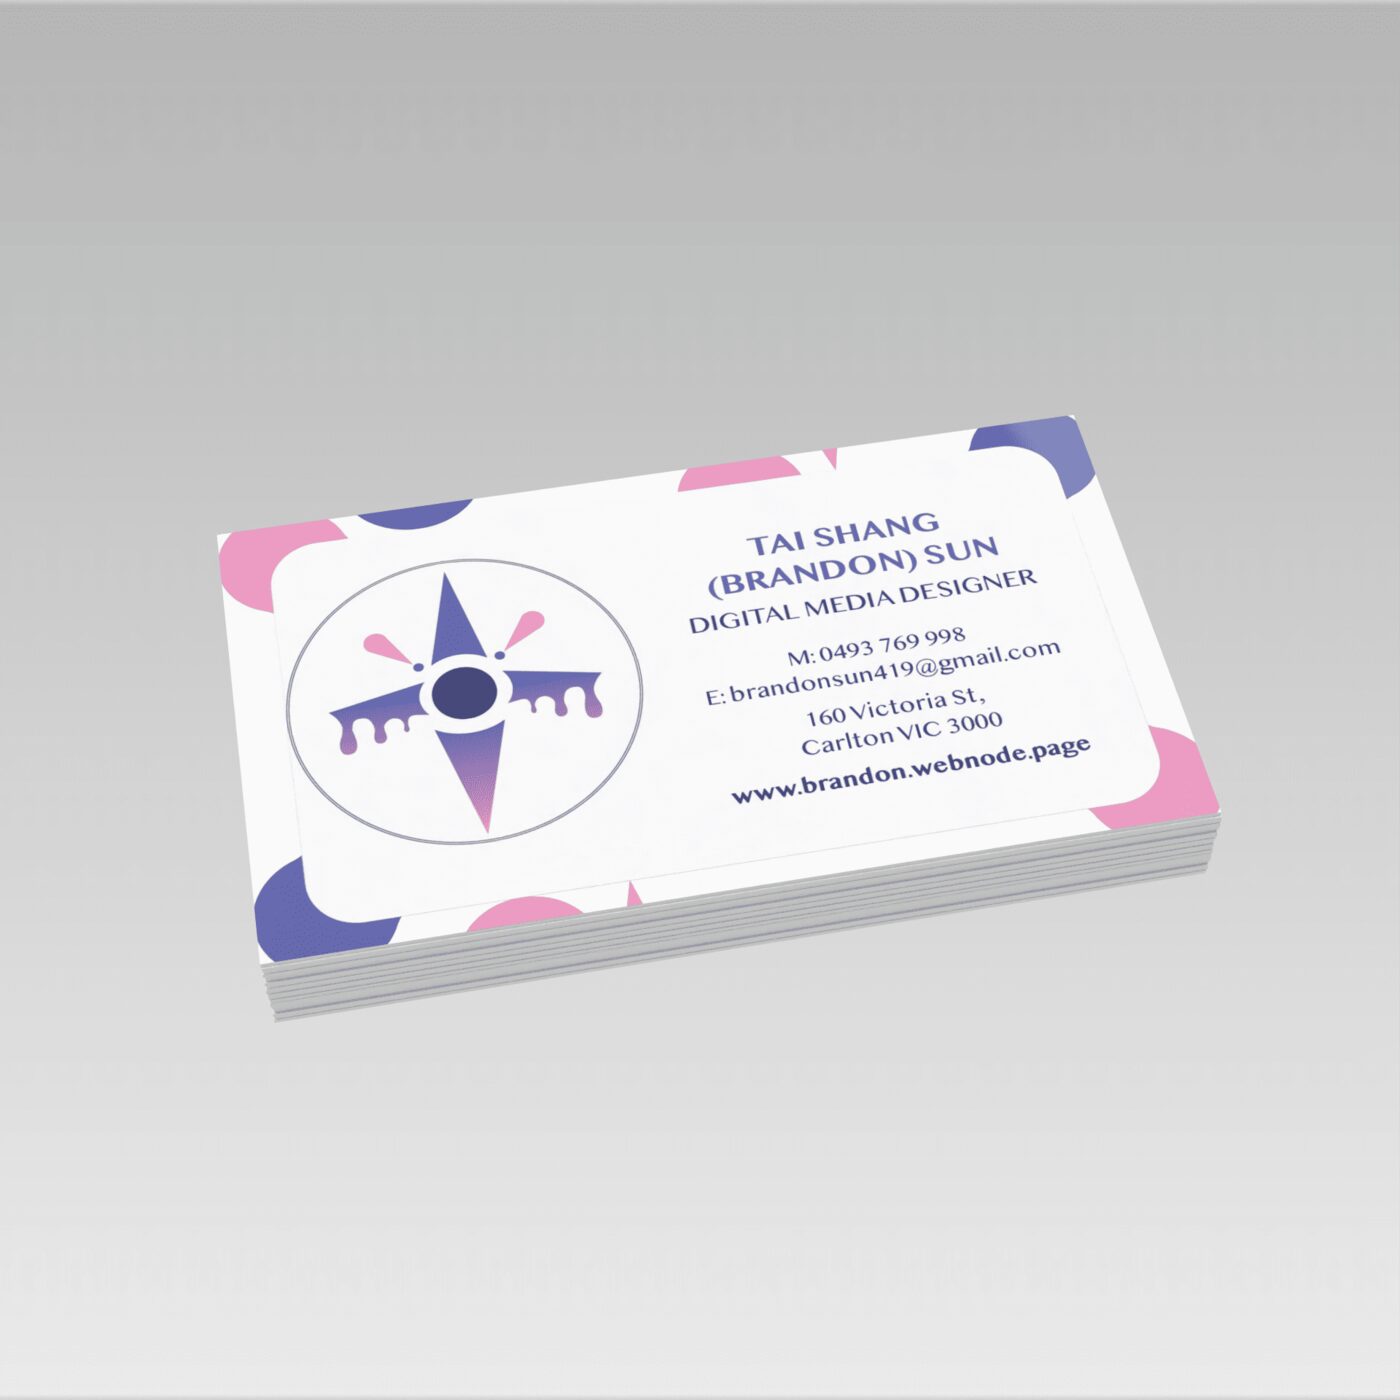 TAI SHANG
(BRANDON) SUN
DIGITAL MEDIA DESIGNER
M: 0493 769 998
E: brandonsun419@gmail.com
160 Victoria St,
Carlton VIC 3000
www.brandon.webnode.page